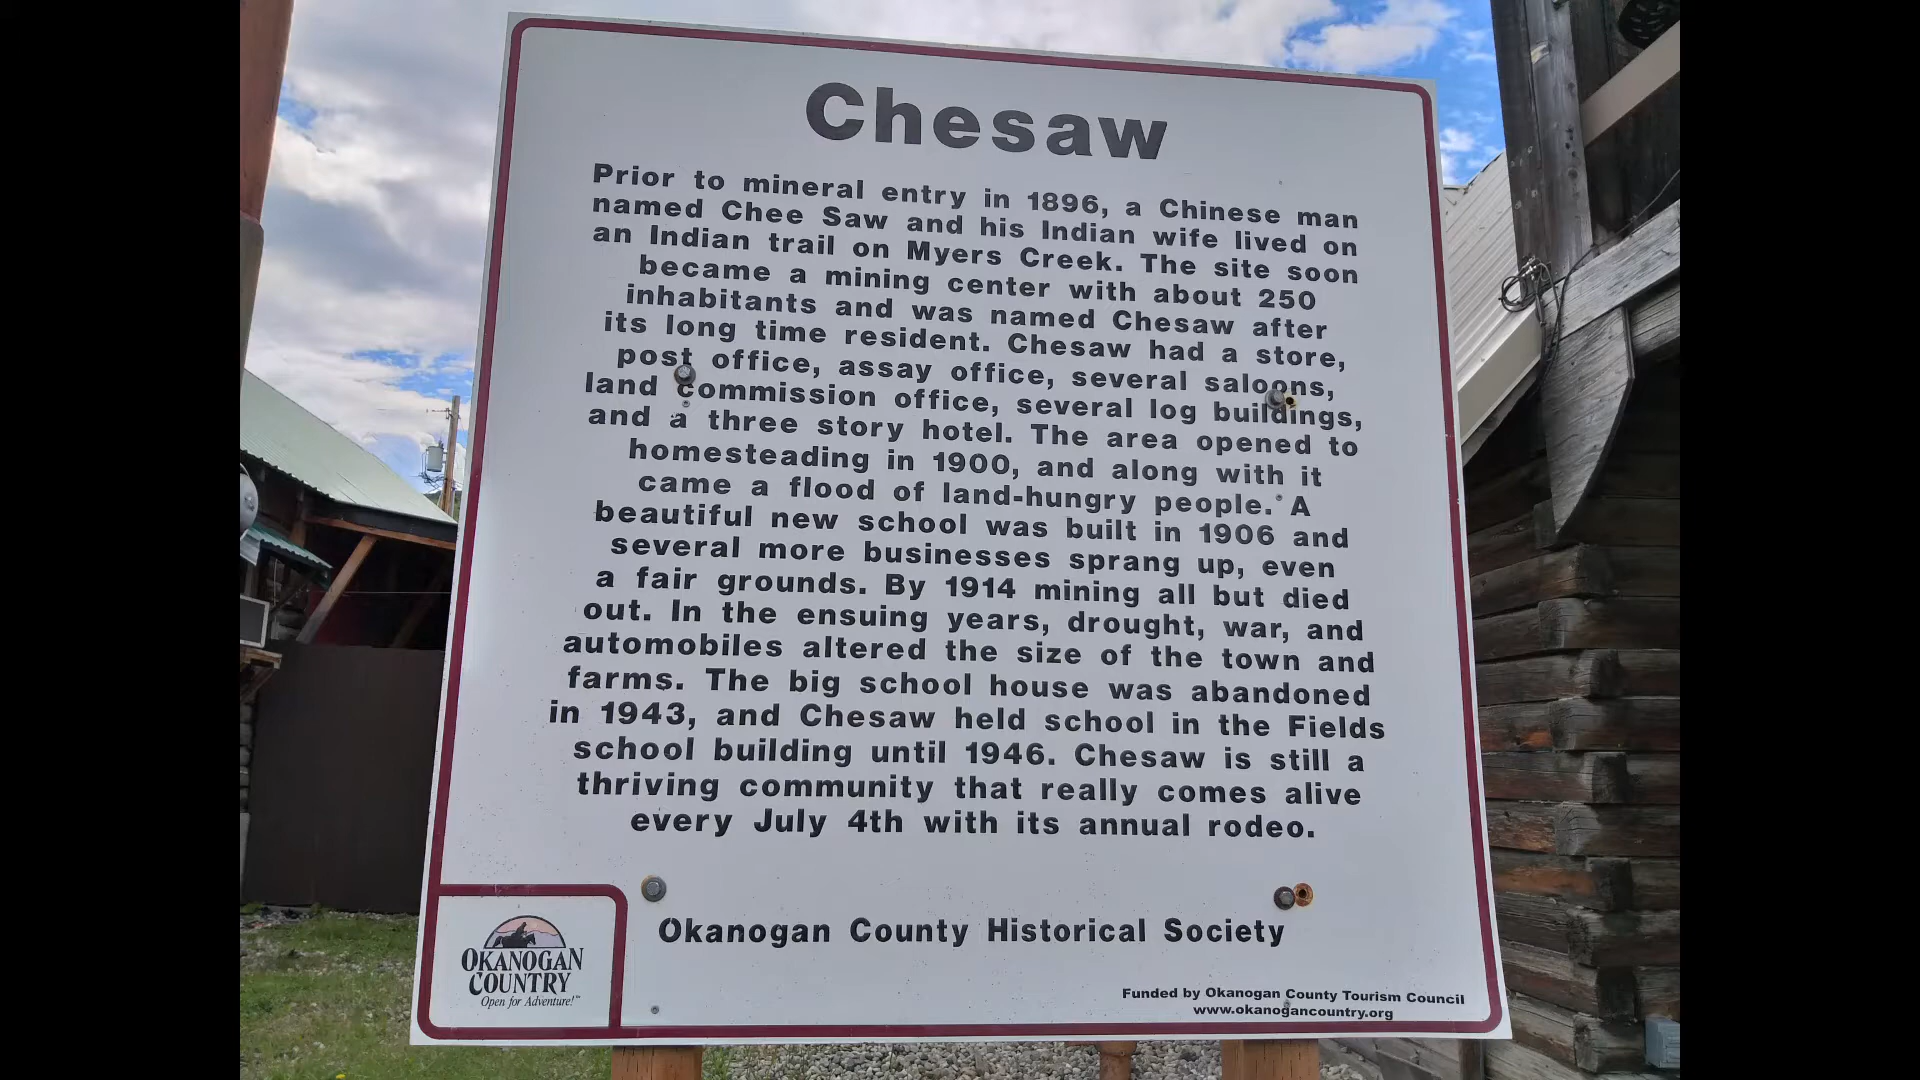 Chesaw
Prior to mineral entry in 1896, a Chinese man
named Chee Saw and his Indian wife lived on
an Indian trail on Myers Creek. The site soon
became a mining center with about 250
inhabitants and was named Chesaw after
its long time resident. Chesaw had a store,
post office, assay office, several saloons,
land commission office, several log buildings,
and a three story hotel. The area opened to
homesteading in 1900, and along with it
came a flood of land-hungry people. A
beautiful new school was built in 1906 and
several more businesses sprang up, even
a fair grounds. By 1914 mining all but died
out. In the ensuing years, drought, war, and
automobiles altered the size of the town and
farms. The big school house was abandoned
in 1943, and Chesaw held school in the Fields
school building until 1946. Chesaw is still a
thriving community that really comes alive
every July 4th with its annual rodeo.
Okanogan County Historical Society
OKANOGAN
COUNTRY
Open for Adventure!™
Funded by Okanogan County Tourism Council
www.okanogancountry.org